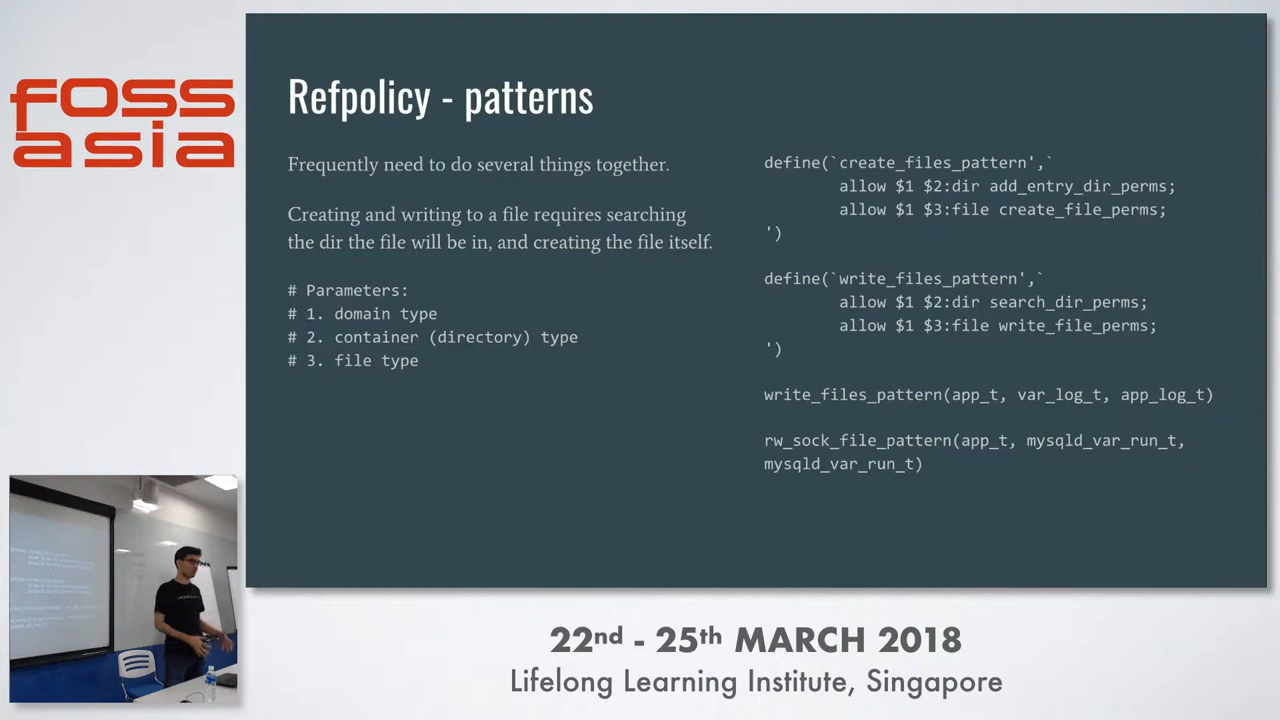 foss
asia
Refpolicy - patterns
Frequently need to do several things together.
Creating and writing to a file requires searching
the dir the file will be in, and creating the file itself.
# Parameters:
# 1. domain type
# 2. container (directory) type
# 3. file type
define(`create_files_pattern',`
allow $1 $2:dir add_entry_dir_perms;
allow $1 $3:file create_file_perms;
')
define(`write_files_pattern',`
allow $1 $2:dir search_dir_perms;
allow $1 $3:file write_file_perms;
')
write_files_pattern(app_t, var_log_t, app_log_t)
rw_sock_file_pattern(app_t, mysqld_var_run_t,
mysqld_var_run_t)
22nd - 25th MARCH 2018
Lifelong Learning Institute, Singapore